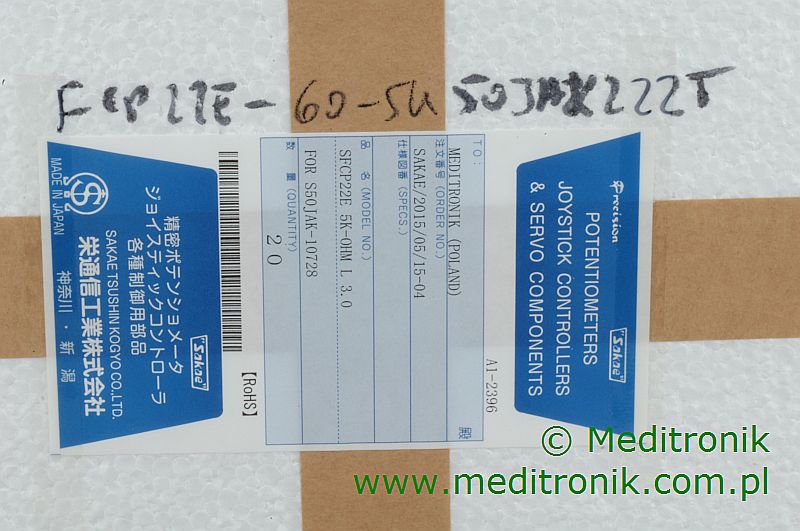 FCP22E-60-5K 50JAK222T
Precision
"Sakae"
POTENTIOMETERS
JOYSTICK CONTROLLERS
& SERVO COMPONENTS
A1-2396
TO:
MEDITRONIK (POLAND)
殿
注文番号 (ORDER NO.)
SAKAE/2015/05/15-04
仕様図番 (SPECS.)
品 名 (MODEL NO.)
SFCP22E 5K-OHM L 3.0
FOR S50JAK-10728
数 量 (QUANTITY)
20
【RoHS】
"Sakae"
精密ポテンショメータ
ジョイスティックコントローラ
各種制御用部品
SAKAE TSUSHIN KOGYO CO.,LTD.
栄通信工業株式会社
神奈川・新潟
MADE IN JAPAN
© Meditronik
www.meditronik.com.pl